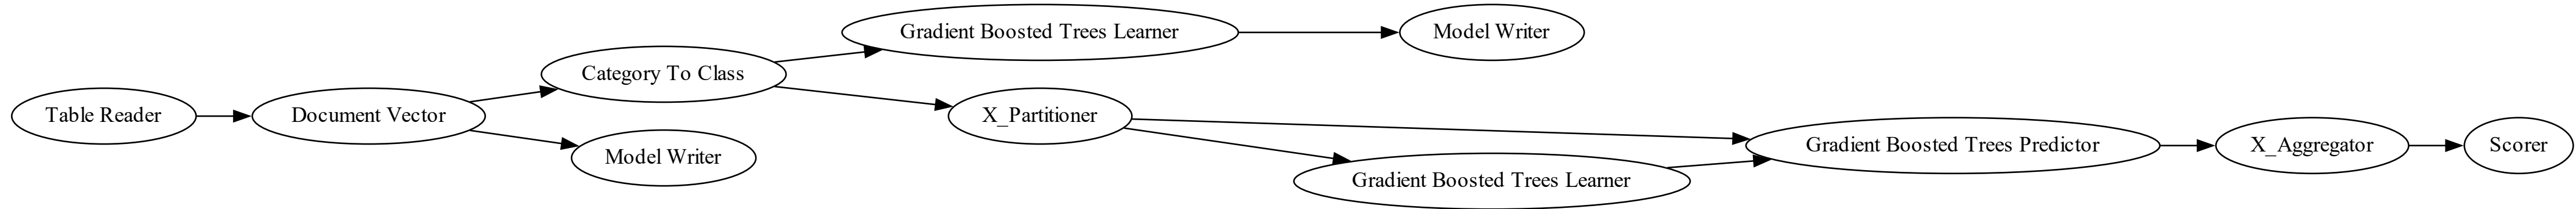 Gradient Boosted Trees Learner
Model Writer
Category To Class
Table Reader
Document Vector
X_Partitioner
Model Writer
Gradient Boosted Trees Predictor
X_Aggregator
Scorer
Gradient Boosted Trees Learner